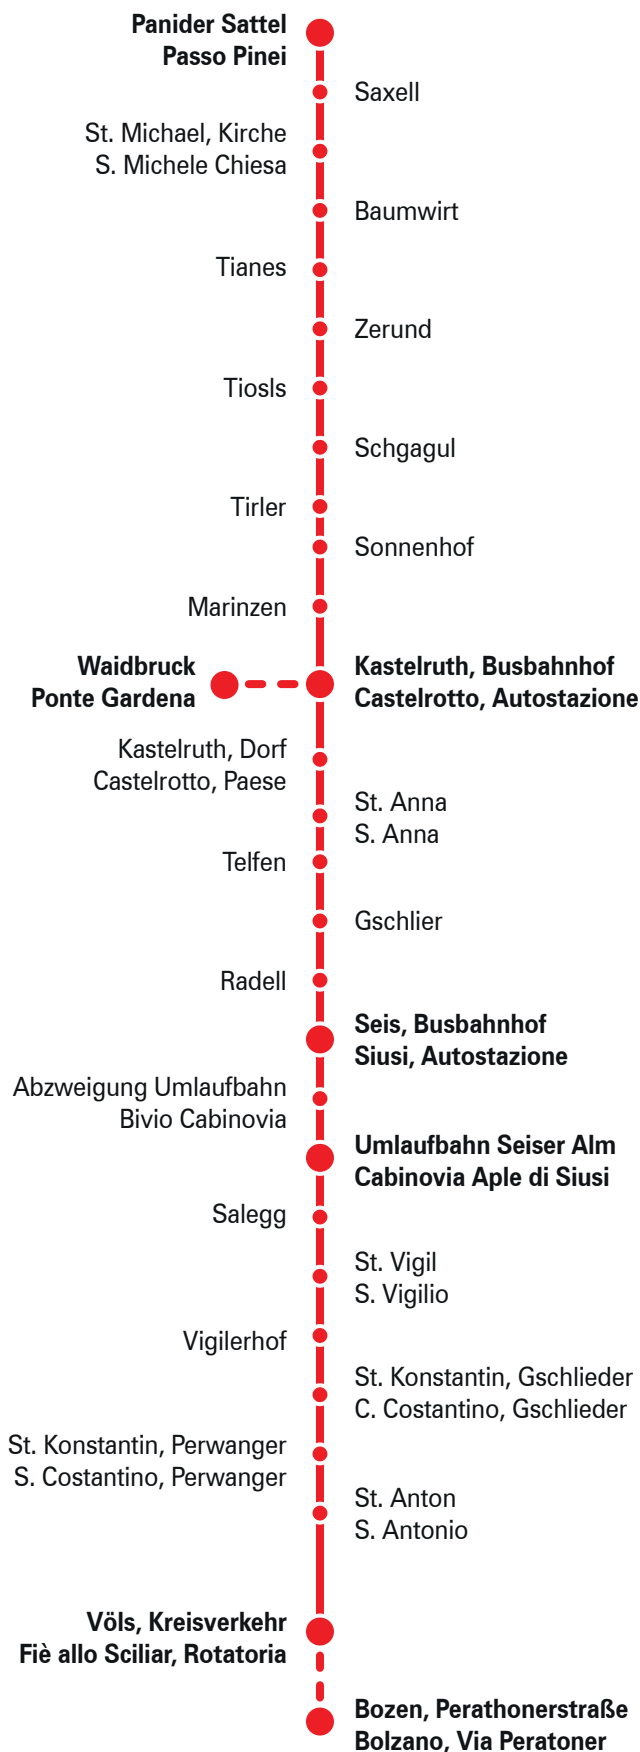 Panider Sattel
Passo Pinei
Saxell
St. Michael, Kirche
S. Michele Chiesa
Baumwirt
Tianes
Zerund
Tiosls
Schgagul
Tirler
Sonnenhof
Marinzen
Waidbruck
Ponte Gardena
Kastelruth, Busbahnhof
Castelrotto, Autostazione
Kastelruth, Dorf
Castelrotto, Paese
St. Anna
S. Anna
Telfen
Gschlier
Radell
Seis, Busbahnhof
Siusi, Autostazione
Abzweigung Umlaufbahn
Bivio Cabinovia
Umlaufbahn Seiser Alm
Cabinovia Aple di Siusi
Salegg
St. Vigil
S. Vigilio
Vigilerhof
St. Konstantin, Gschlieder
C. Costantino, Gschlieder
St. Konstantin, Perwanger
S. Costantino, Perwanger
St. Anton
S. Antonio
Völs, Kreisverkehr
Fiè allo Sciliar, Rotatoria
Bozen, Perathonerstraße
Bolzano, Via Peratoner